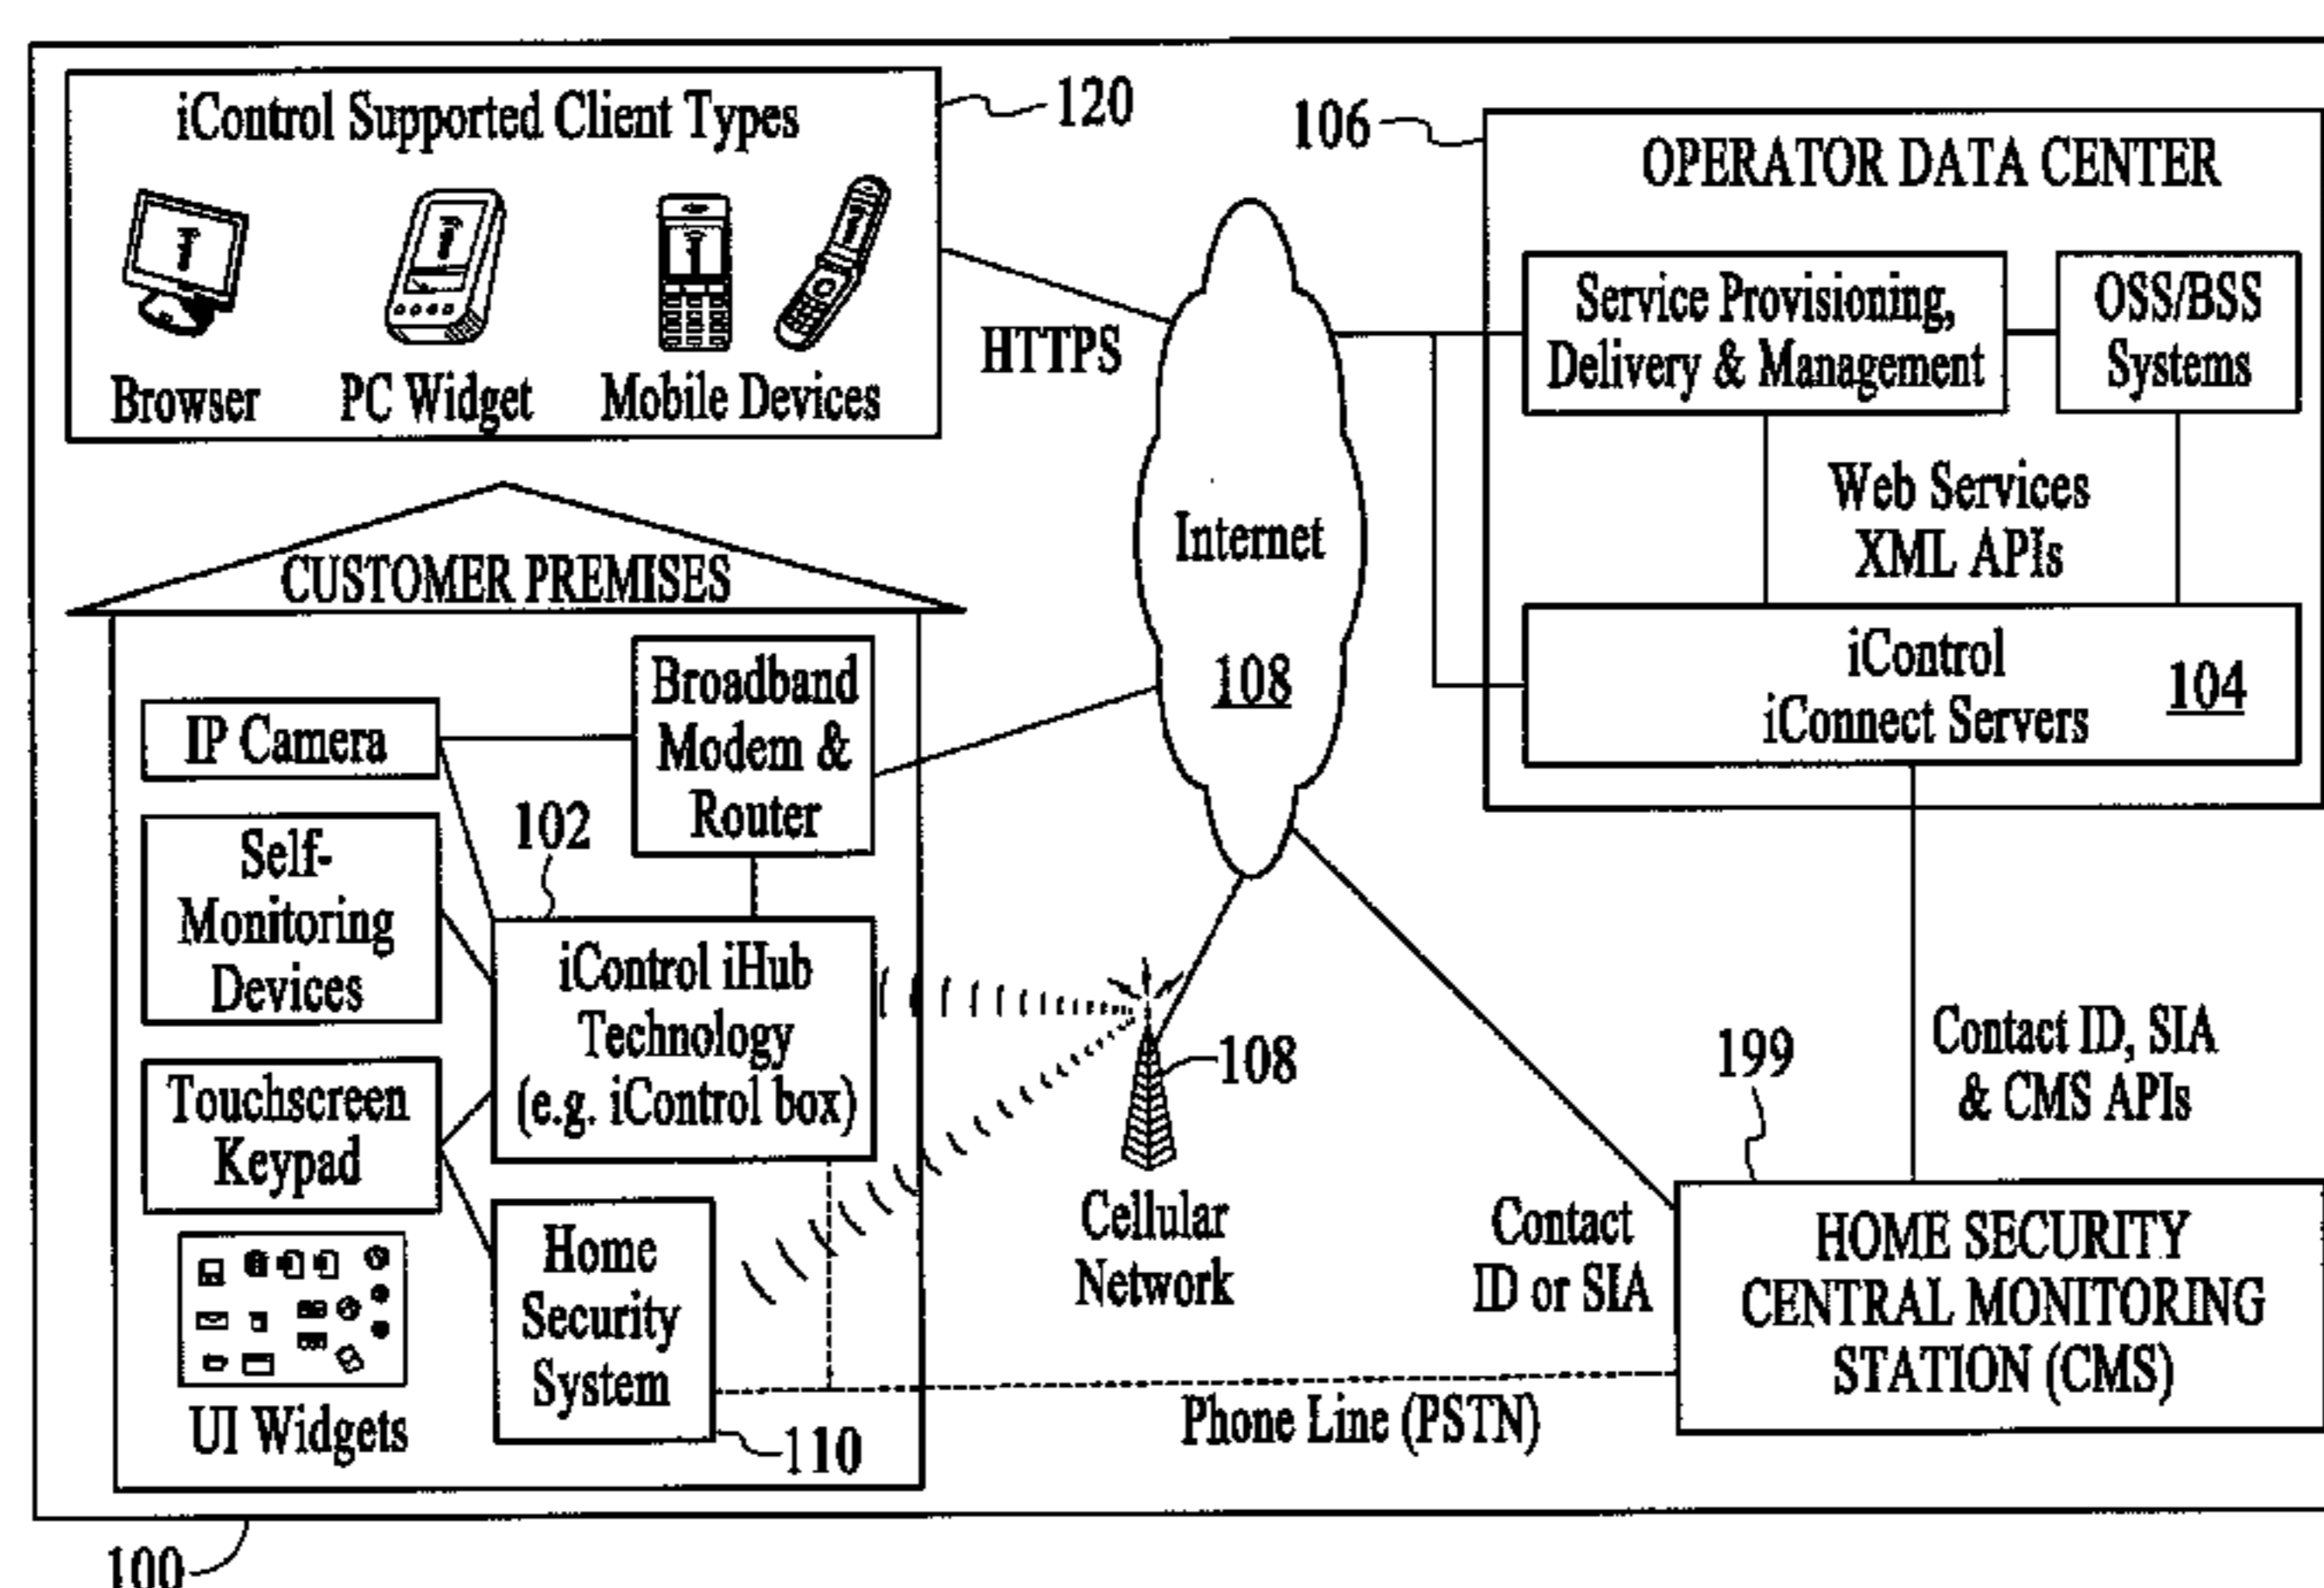 iControl Supported Client Types
120
Browser
PC Widget
Mobile Devices
HTTPS
106
OPERATOR DATA CENTER
Service Provisioning,
Delivery & Management
OSS/BSS
Systems
Web Services
XML APIs
iControl
iConnect Servers
104
Internet
108
CUSTOMER PREMISES
Broadband
Modem &
Router
IP Camera
102
Self-
Monitoring
Devices
iControl iHub
Technology
(e.g. iControl box)
Touchscreen
Keypad
Home
Security
System
110
UI Widgets
108
Cellular
Network
199
Contact ID, SIA
& CMS APIs
Contact
ID or SIA
HOME SECURITY
CENTRAL MONITORING
STATION (CMS)
Phone Line (PSTN)
100